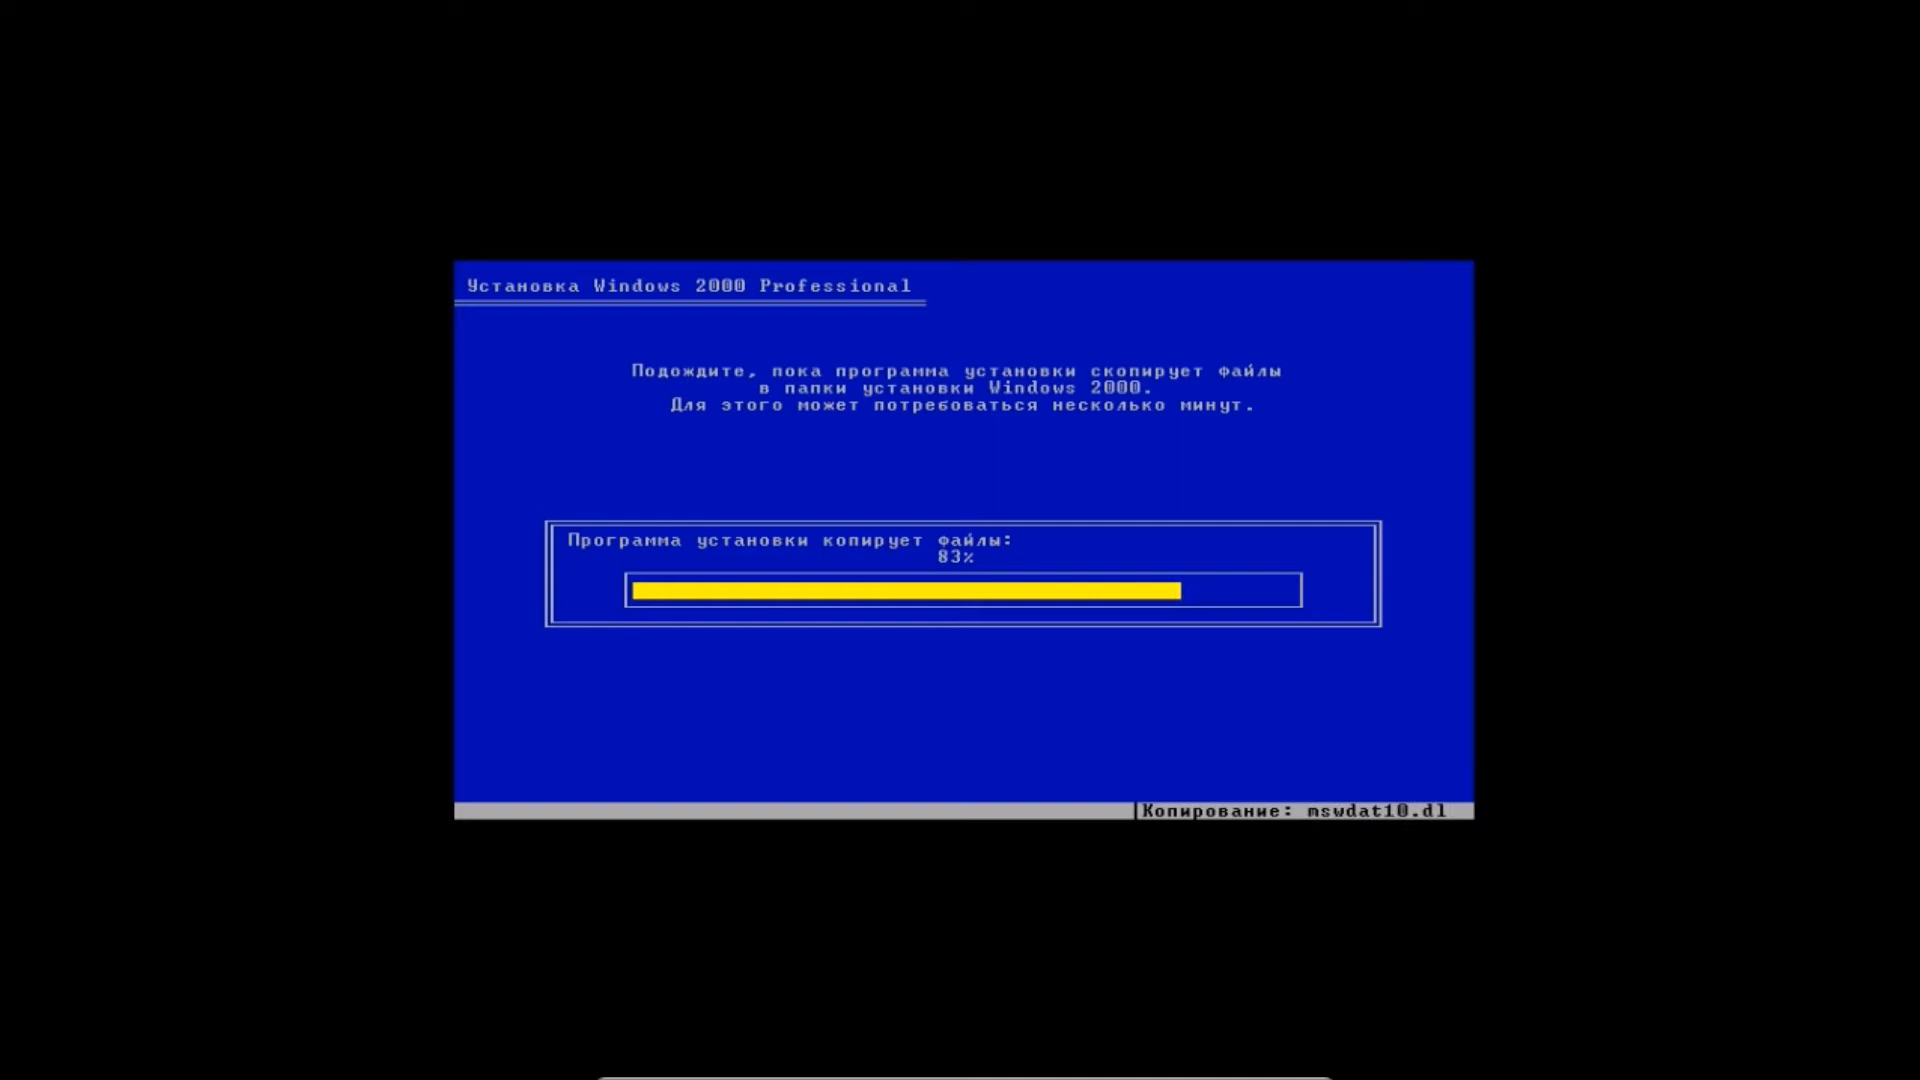 Установка Windows 2000 Professional
Подождите, пока программа установки скопирует файлы
в папки установки Windows 2000.
Для этого может потребоваться несколько минут.
Программа установки копирует файлы:
83%
Копирование: mswdat10.dl